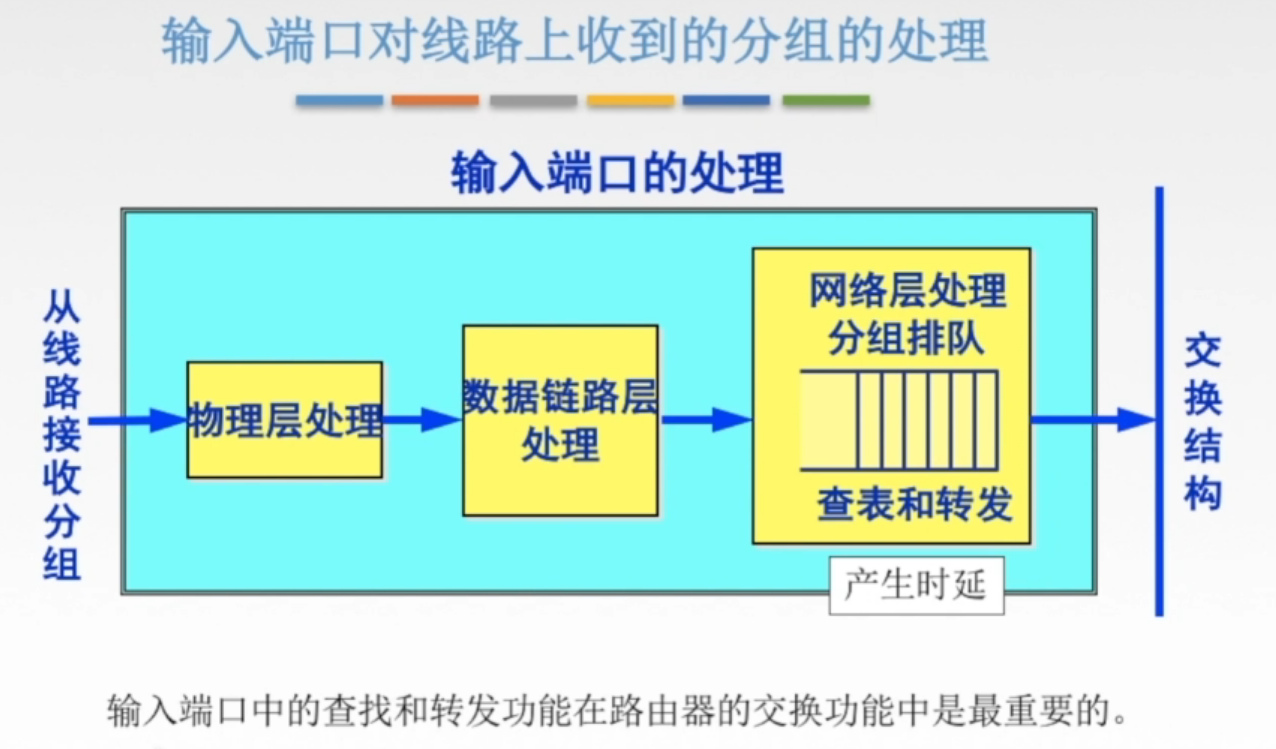 输入端口对线路上收到的分组的处理
输入端口的处理
从线路接收分组
物理层处理
数据链路层
处理
网络层处理
分组排队
查表和转发
产生时延
交换结构
输入端口中的查找和转发功能在路由器的交换功能中是最重要的。